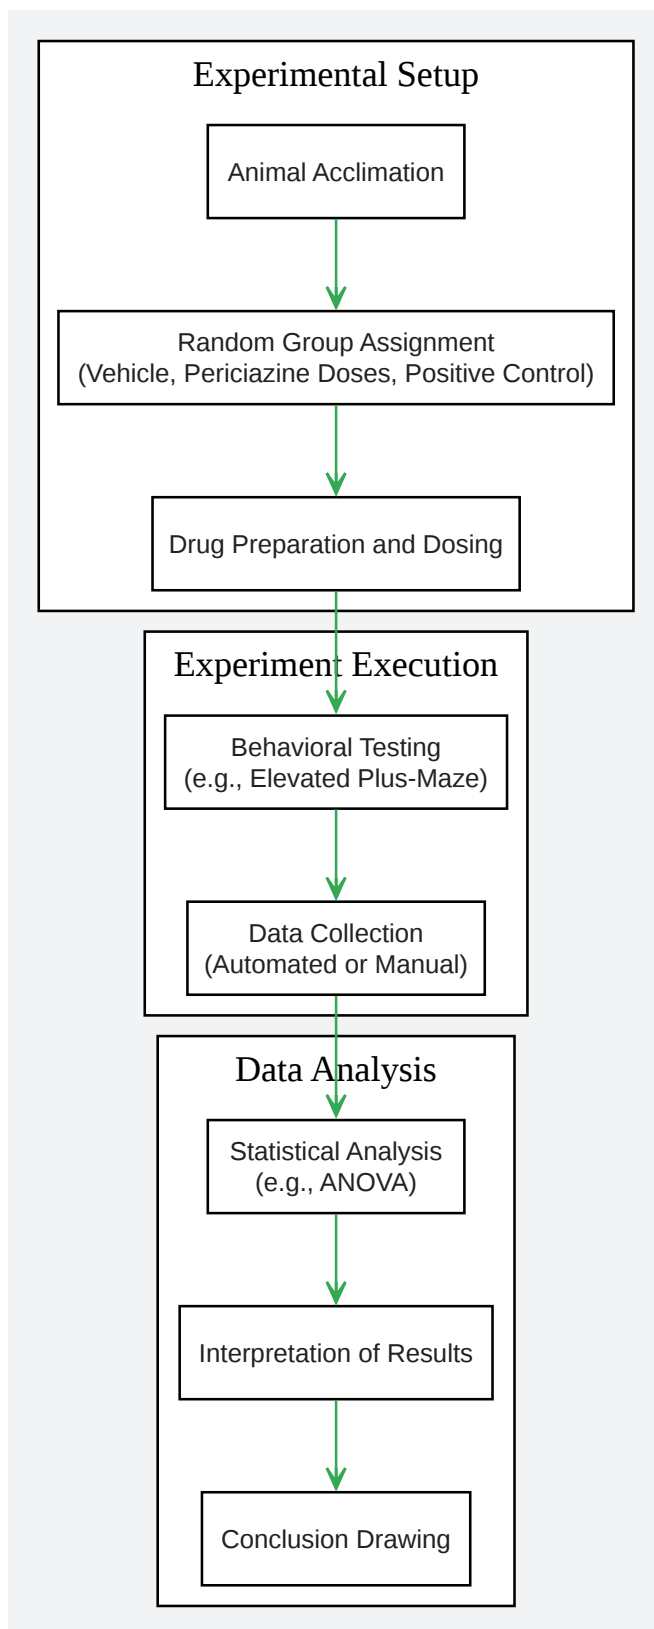 Experimental Setup
Animal Acclimation
Random Group Assignment
(Vehicle, Periciazine Doses, Positive Control)
Drug Preparation and Dosing
Experiment Execution
Behavioral Testing
(e.g., Elevated Plus-Maze)
Data Collection
(Automated or Manual)
Data Analysis
Statistical Analysis
(e.g., ANOVA)
Interpretation of Results
Conclusion Drawing